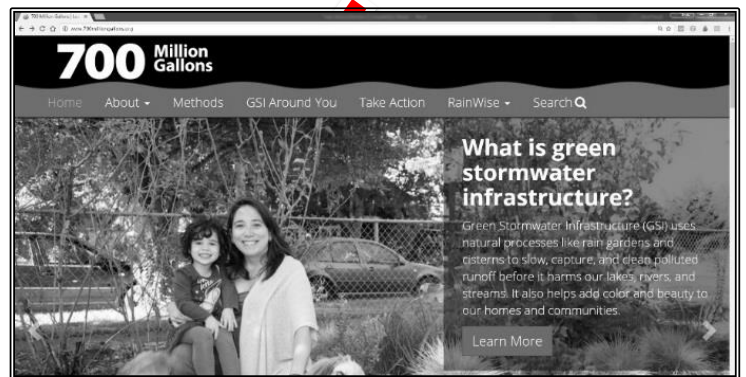 700 Million
Gallons
www.700milliongallons.org
Home About Methods GSI Around You Take Action RainWise Search
What is green
stormwater
infrastructure?
Green Stormwater Infrastructure (GSI) uses
natural processes like rain gardens and
cisterns to slow, capture, and clean polluted
runoff before it harms our lakes, rivers, and
streams. It also helps add color and beauty to
our homes and communities.
Learn More